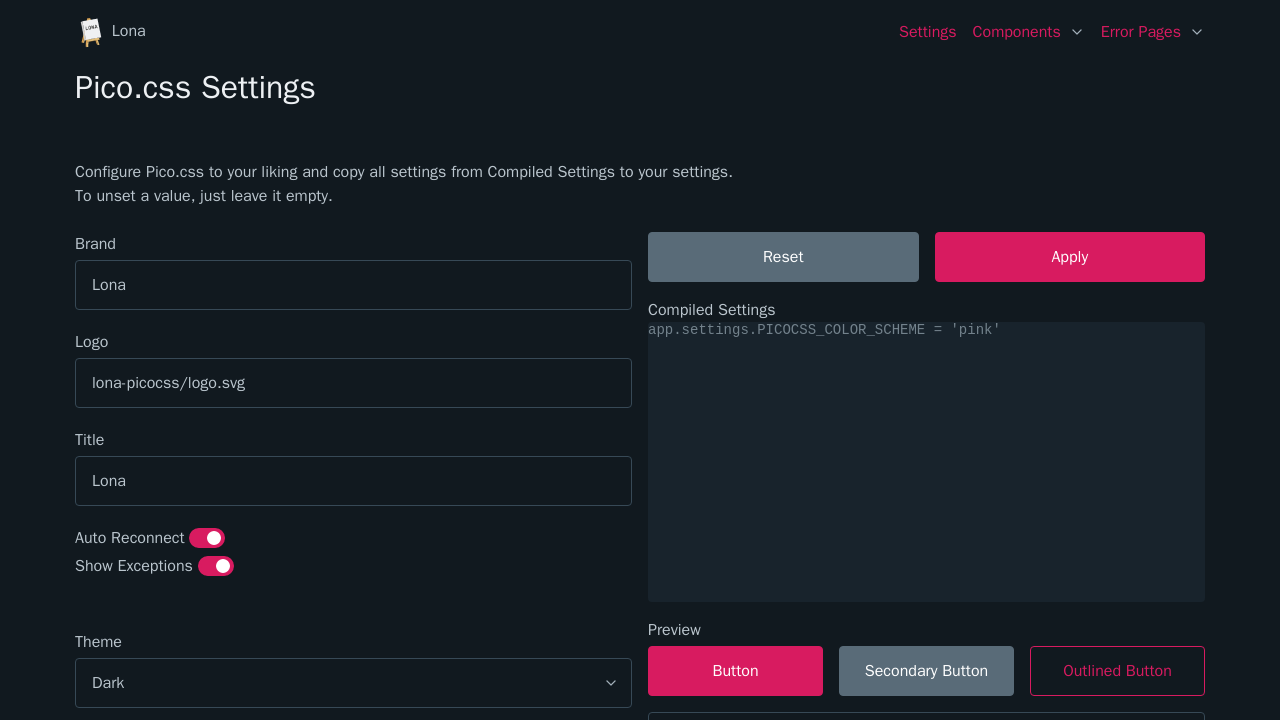 LONA
Lona
Settings
Components
Error Pages
Pico.css Settings
Configure Pico.css to your liking and copy all settings from Compiled Settings to your settings.
To unset a value, just leave it empty.
Brand
Lona
Logo
lona-picocss/logo.svg
Title
Lona
Auto Reconnect
Show Exceptions
Theme
Dark
Reset
Apply
Compiled Settings
app.settings.PICOCSS_COLOR_SCHEME = 'pink'
Preview
Button
Secondary Button
Outlined Button